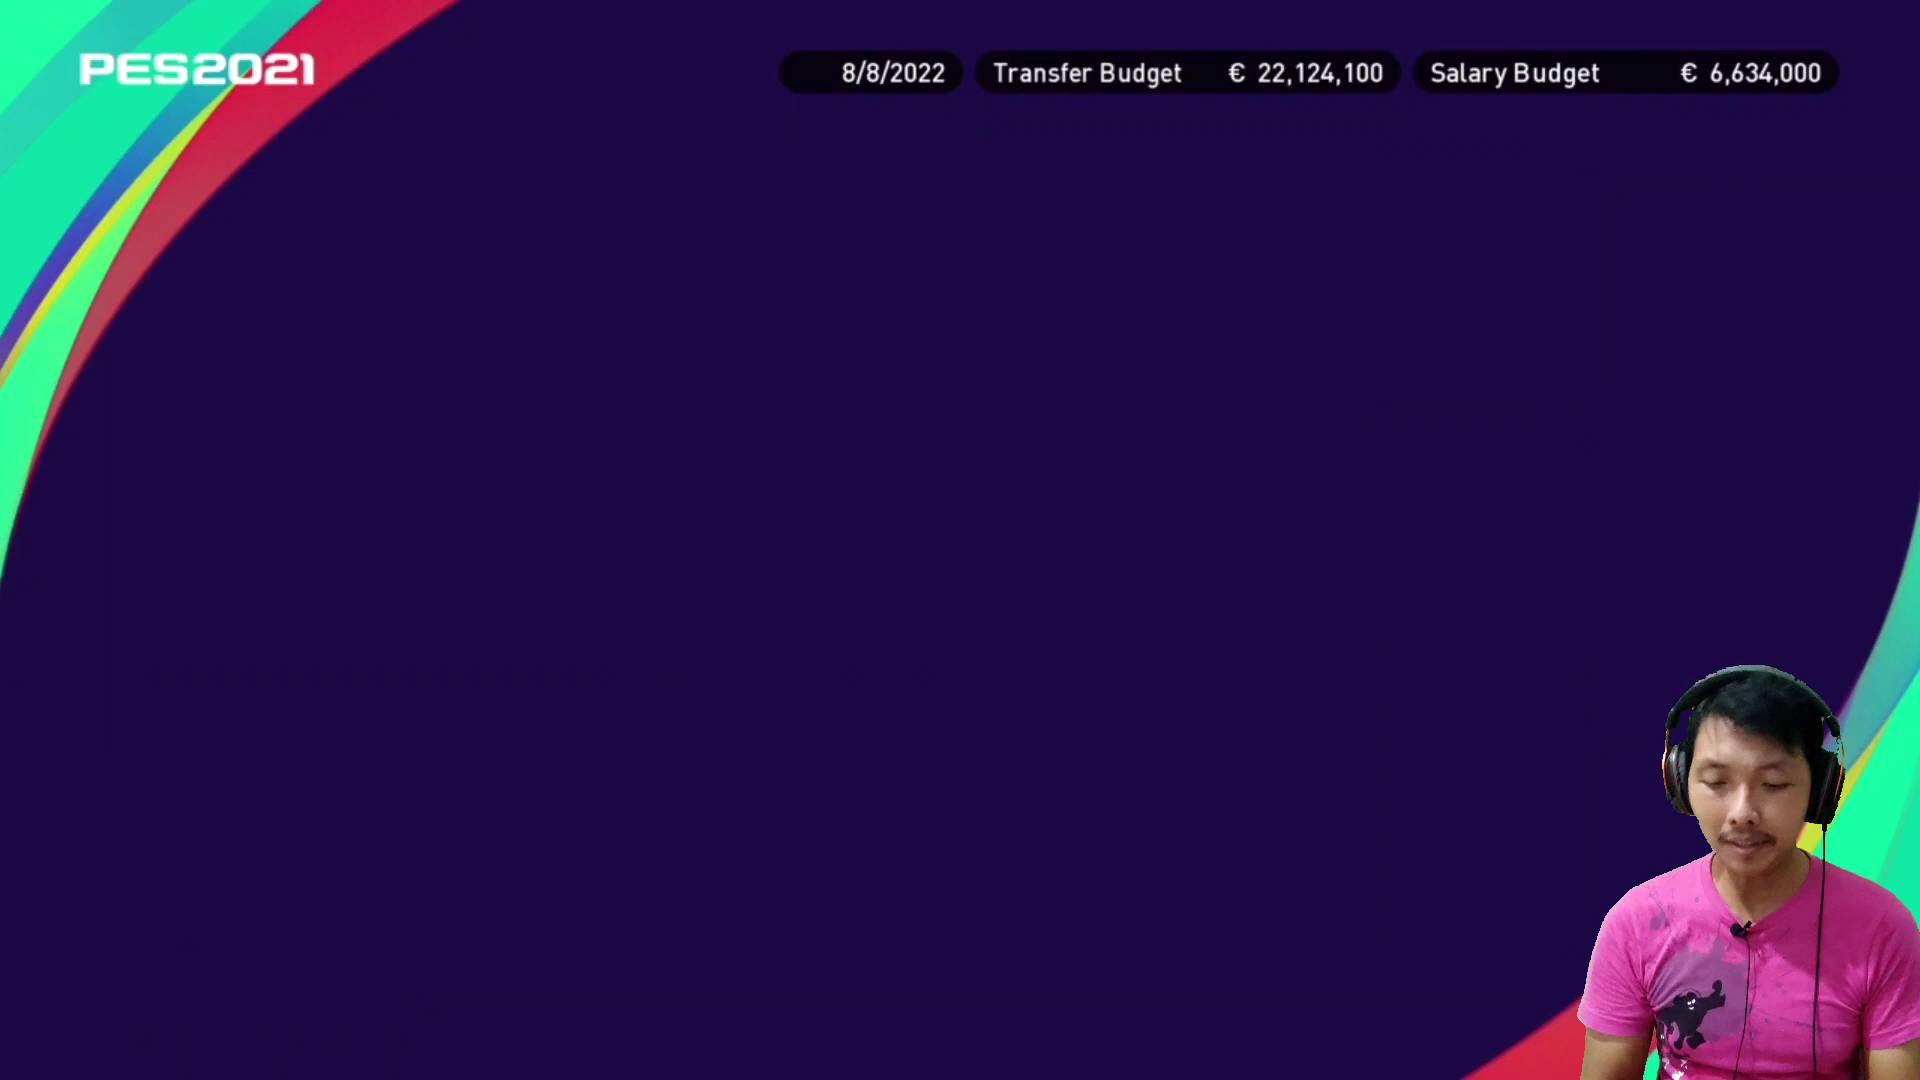 PES2021
8/8/2022 Transfer Budget € 22,124,100 Salary Budget € 6,634,000